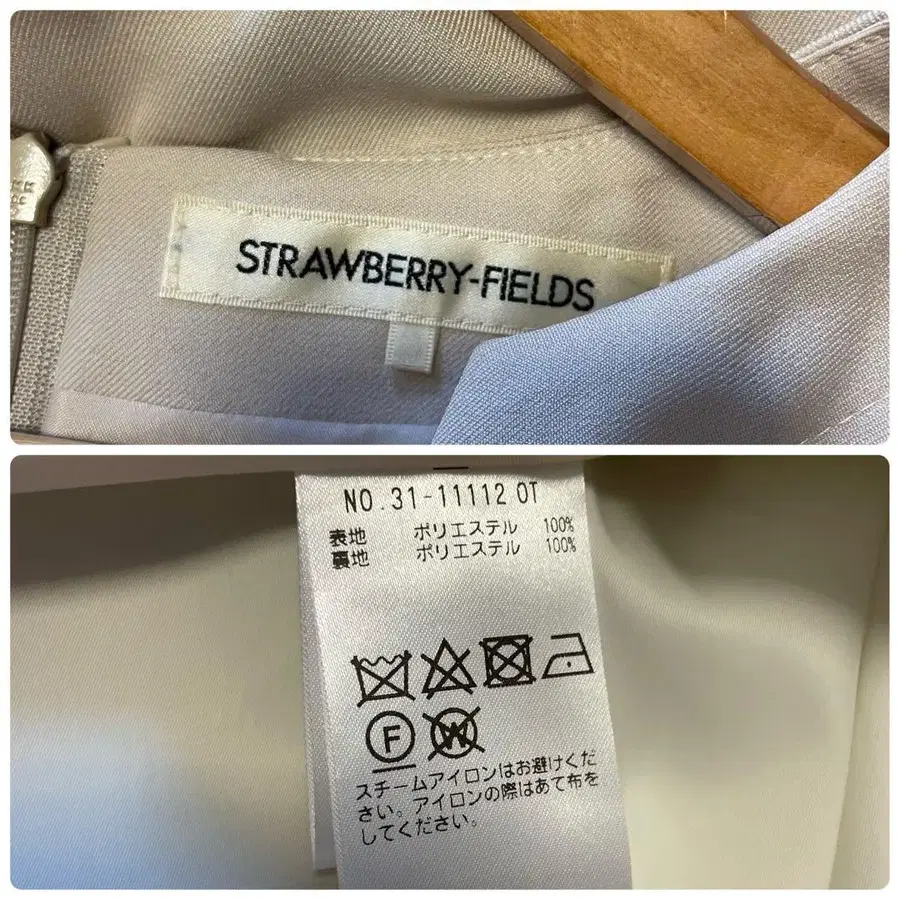 STRAWBERRY-FIELDS
NO.31-11112 OT
表地 ポリエステル 100%
裏地 ポリエステル 100%
F W
スチームアイロンはお避けくだ
さい。アイロンの際はあて布を
してください。